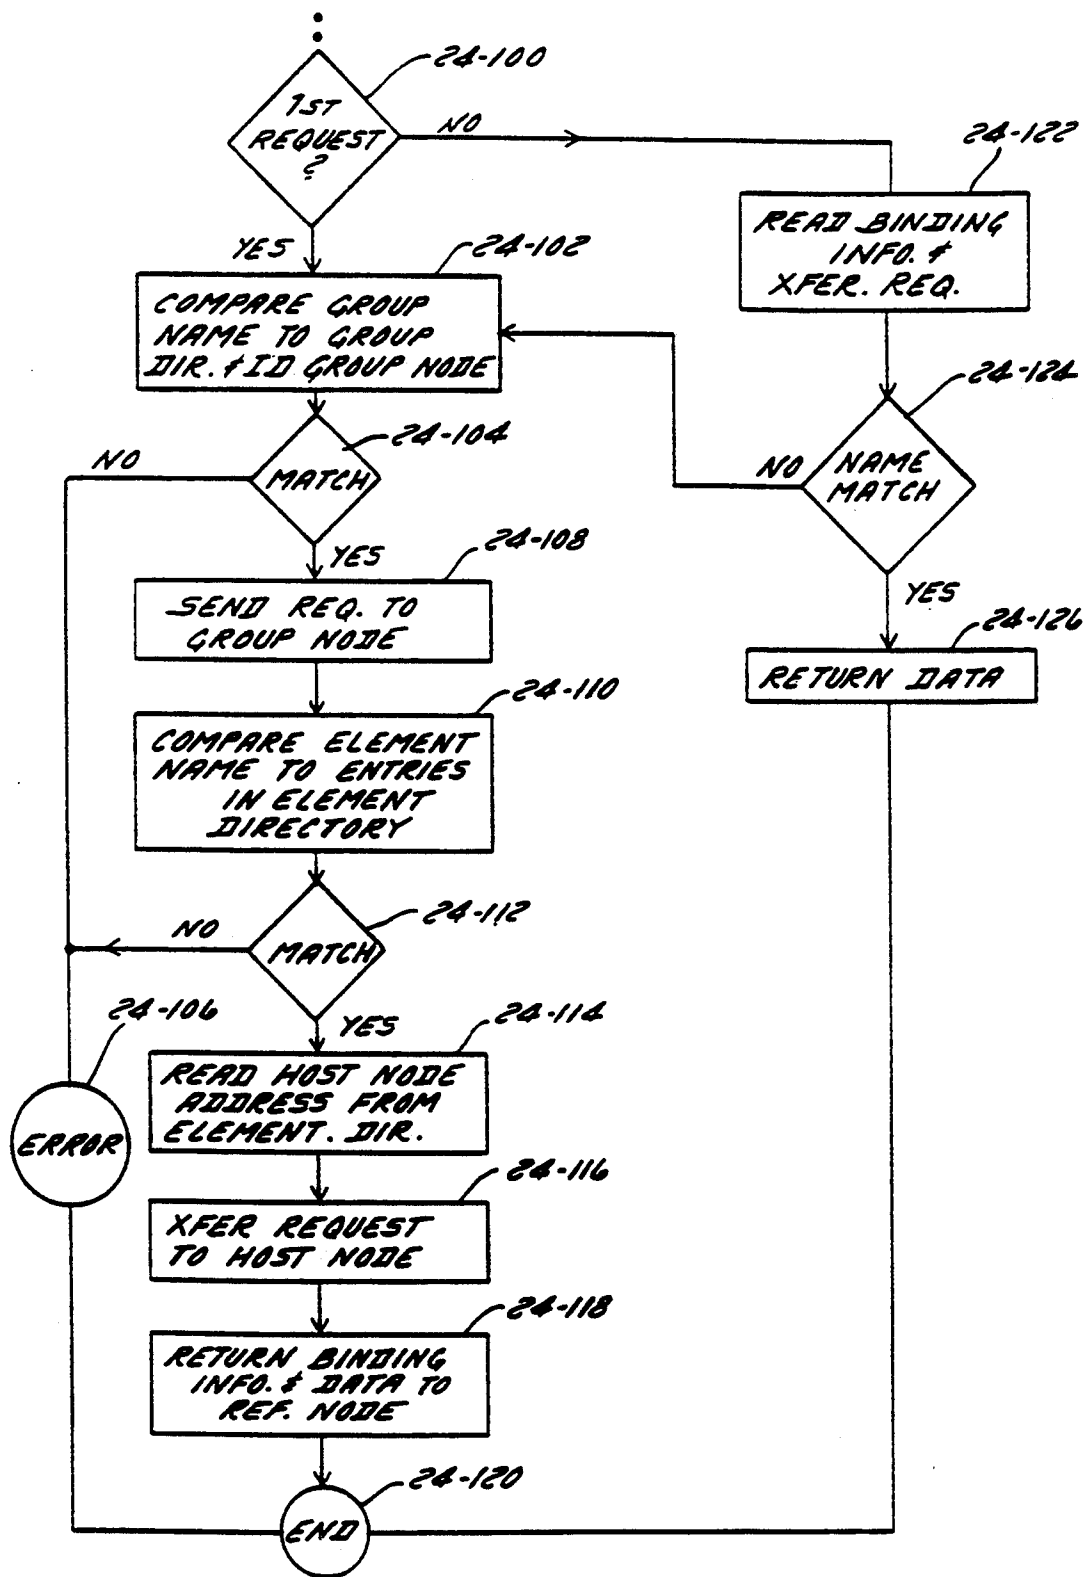 24-100
1ST
REQUEST
?
NO
YES
24-122
READ BINDING
INFO. &
XFER. REQ.
24-102
COMPARE GROUP
NAME TO GROUP
DIR. & ID GROUP NODE
24-124
NAME
MATCH
NO
YES
24-104
MATCH
NO
YES
24-108
SEND REQ. TO
GROUP NODE
24-126
RETURN DATA
24-110
COMPARE ELEMENT
NAME TO ENTRIES
IN ELEMENT
DIRECTORY
24-112
MATCH
NO
YES
24-106
ERROR
24-114
READ HOST NODE
ADDRESS FROM
ELEMENT. DIR.
24-116
XFER REQUEST
TO HOST NODE
24-118
RETURN BINDING
INFO. & DATA TO
REF. NODE
24-120
END